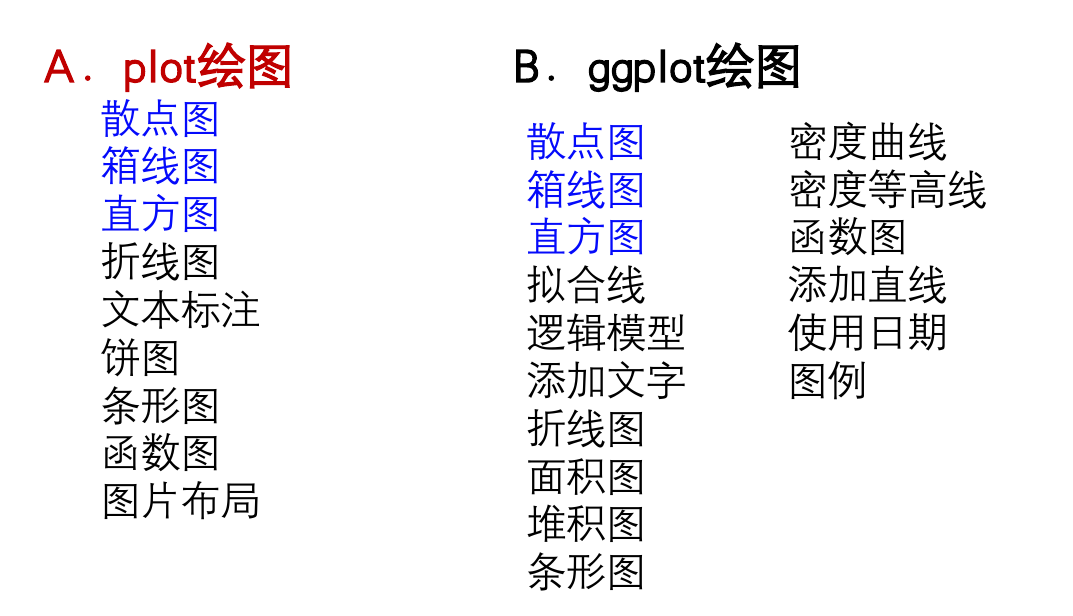 A. plot绘图
散点图
箱线图
直方图
折线图
文本标注
饼图
条形图
函数图
图片布局
B. ggplot绘图
散点图
箱线图
直方图
拟合线
逻辑模型
添加文字
折线图
面积图
堆积图
条形图
密度曲线
密度等高线
函数图
添加直线
使用日期
图例